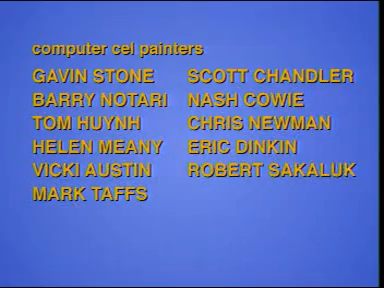 computer cel painters
GAVIN STONE SCOTT CHANDLER
BARRY NOTARI NASH COWIE
TOM HUYNH CHRIS NEWMAN
HELEN MEANY ERIC DINKIN
VICKI AUSTIN ROBERT SAKALUK
MARK TAFFS